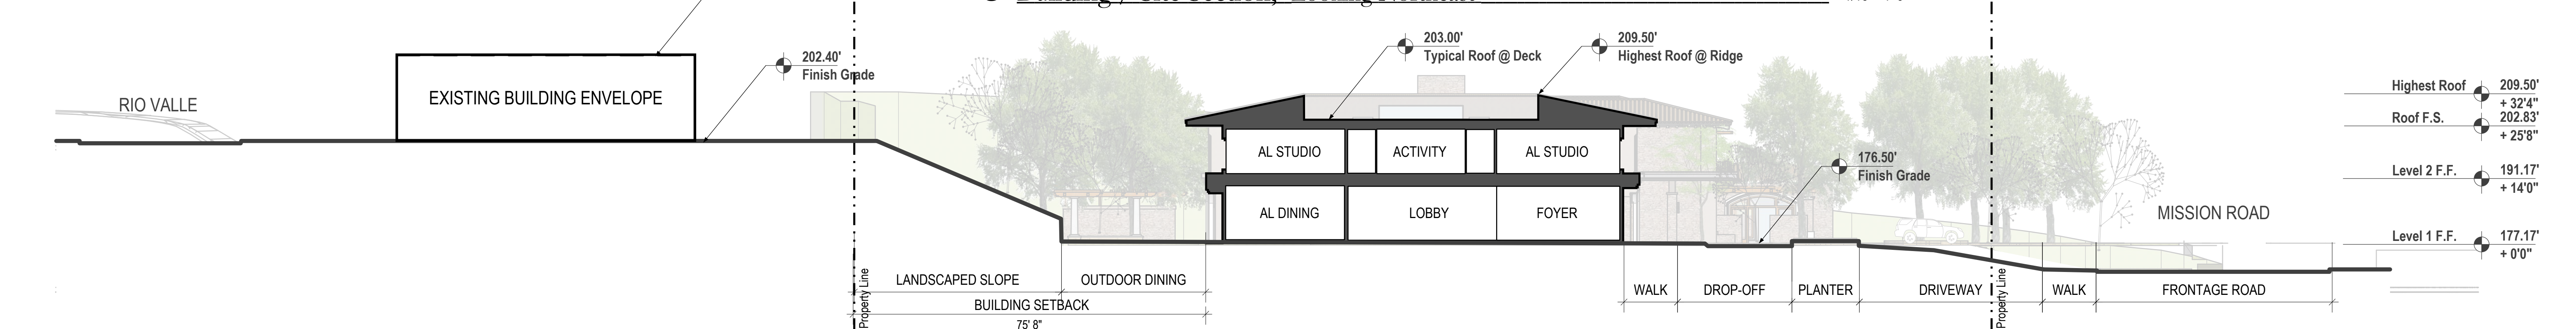 203.00'
Typical Roof @ Deck
209.50'
Highest Roof @ Ridge
202.40'
Finish Grade
RIO VALLE
EXISTING BUILDING ENVELOPE
Highest Roof 209.50'
+ 32'4"
Roof F.S. 202.83'
+ 25'8"
AL STUDIO ACTIVITY AL STUDIO
176.50'
Finish Grade
Level 2 F.F. 191.17'
+ 14'0"
AL DINING LOBBY FOYER
MISSION ROAD
Level 1 F.F. 177.17'
+ 0'0"
LANDSCAPED SLOPE OUTDOOR DINING
WALK DROP-OFF PLANTER DRIVEWAY WALK FRONTAGE ROAD
BUILDING SETBACK
75' 8"
Property Line
Property Line